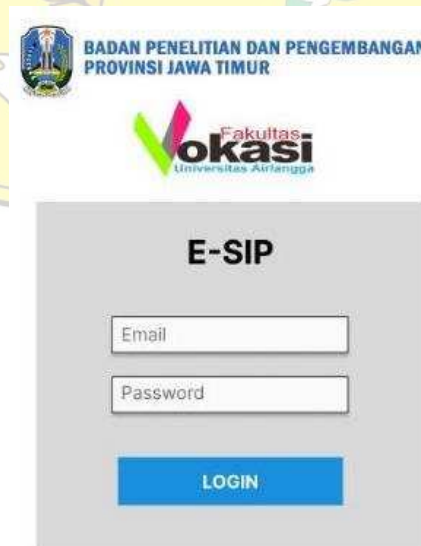 BADAN PENELITIAN DAN PENGEMBANGAN
PROVINSI JAWA TIMUR
Fakultas
Vokasi
Universitas Airlangga
E-SIP
Email
Password
LOGIN